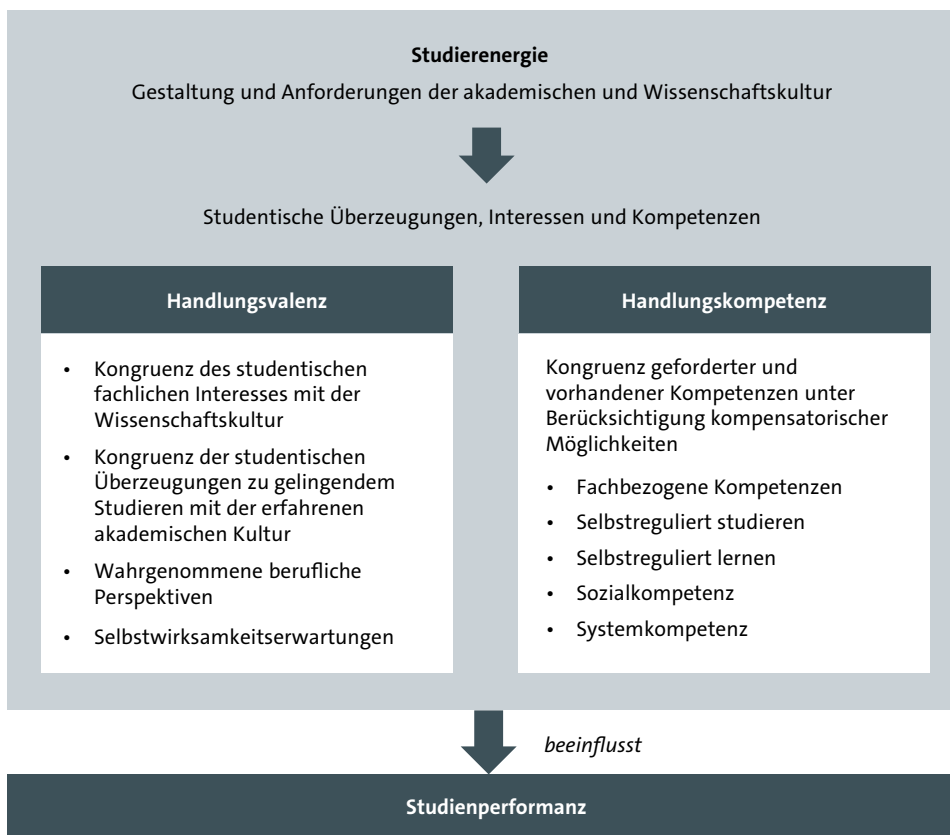 Studierenergie
Gestaltung und Anforderungen der akademischen und Wissenschaftskultur
Studentische Überzeugungen, Interessen und Kompetenzen
Handlungsvalenz
• Kongruenz des studentischen
fachlichen Interesses mit der
Wissenschaftskultur
• Kongruenz der studentischen
Überzeugungen zu gelingendem
Studieren mit der erfahrenen
akademischen Kultur
• Wahrgenommene berufliche
Perspektiven
• Selbstwirksamkeitserwartungen
Handlungskompetenz
Kongruenz geforderter und
vorhandener Kompetenzen unter
Berücksichtigung kompensatorischer
Möglichkeiten
• Fachbezogene Kompetenzen
• Selbstreguliert studieren
• Selbstreguliert lernen
• Sozialkompetenz
• Systemkompetenz
beeinflusst
Studienperformanz